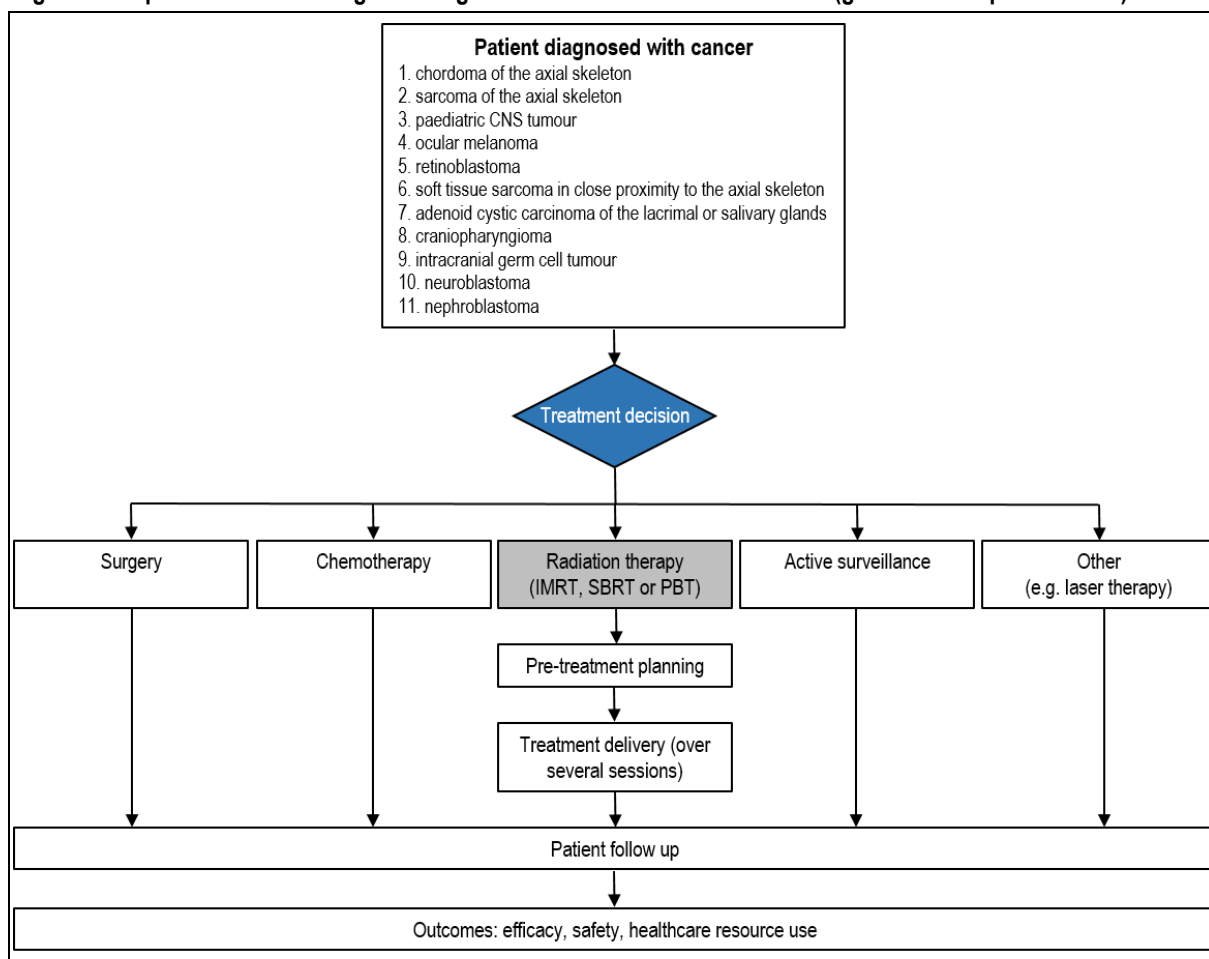 Patient diagnosed with cancer
1. chordoma of the axial skeleton
2. sarcoma of the axial skeleton
3. paediatric CNS tumour
4. ocular melanoma
5. retinoblastoma
6. soft tissue sarcoma in close proximity to the axial skeleton
7. adenoid cystic carcinoma of the lacrimal or salivary glands
8. craniopharyngioma
9. intracranial germ cell tumour
10. neuroblastoma
11. nephroblastoma
Treatment decision
Surgery
Chemotherapy
Radiation therapy
(IMRT, SBRT or PBT)
Active surveillance
Other
(e.g. laser therapy)
Pre-treatment planning
Treatment delivery (over
several sessions)
Patient follow up
Outcomes: efficacy, safety, healthcare resource use